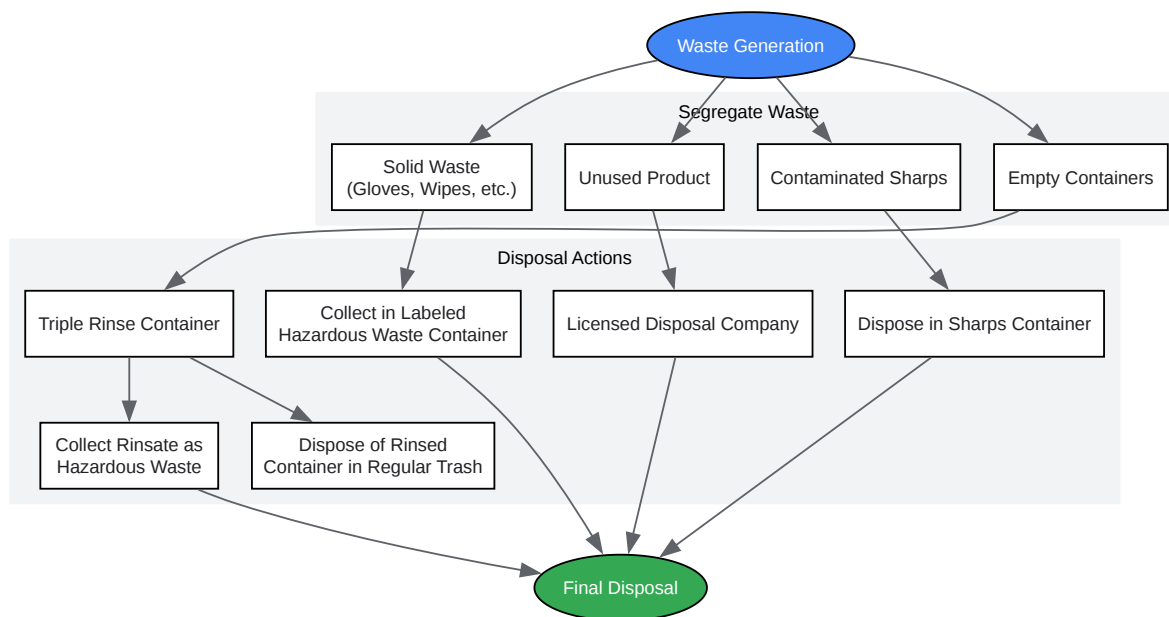 Waste Generation
Segregate Waste
Solid Waste
(Gloves, Wipes, etc.)
Unused Product
Contaminated Sharps
Empty Containers
Disposal Actions
Triple Rinse Container
Collect in Labeled
Hazardous Waste Container
Licensed Disposal Company
Dispose in Sharps Container
Collect Rinsate as
Hazardous Waste
Dispose of Rinsed
Container in Regular Trash
Final Disposal